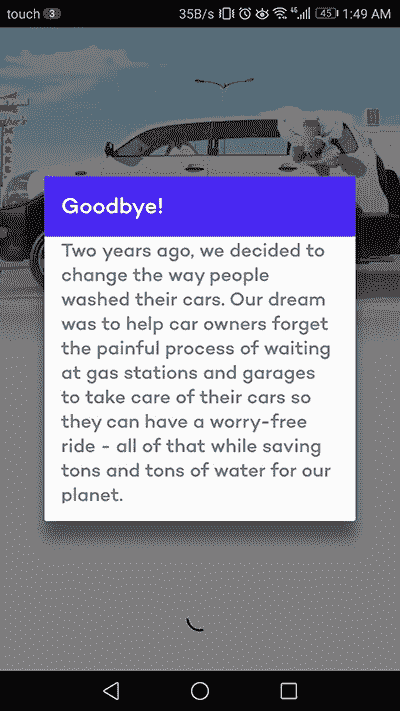 touch 3 35B/s 4G 45 1:49 AM
MARKET
Goodbye!
Two years ago, we decided to
change the way people
washed their cars. Our dream
was to help car owners forget
the painful process of waiting
at gas stations and garages
to take care of their cars so
they can have a worry-free
ride - all of that while saving
tons and tons of water for our
planet.